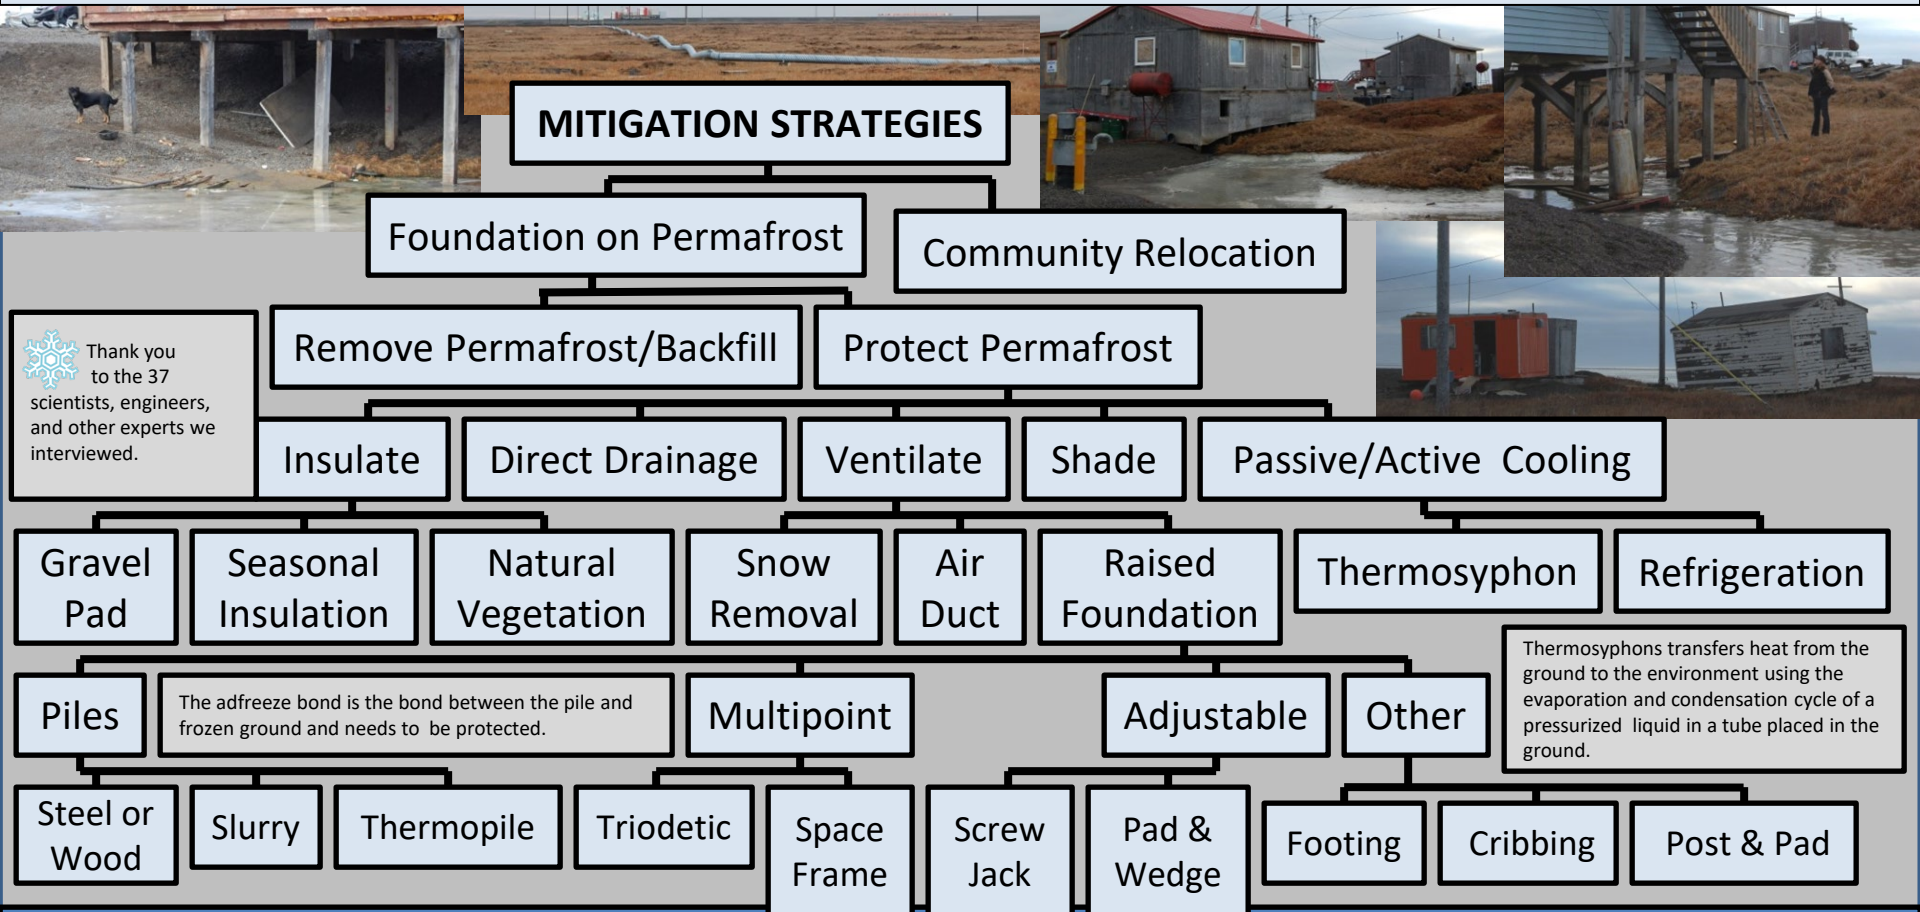 MITIGATION STRATEGIES
Foundation on Permafrost
Community Relocation
Remove Permafrost/Backfill
Protect Permafrost
Thank you
to the 37
scientists, engineers,
and other experts we
interviewed.
Insulate
Direct Drainage
Ventilate
Shade
Passive/Active Cooling
Gravel
Pad
Seasonal
Insulation
Natural
Vegetation
Snow
Removal
Air
Duct
Raised
Foundation
Thermosyphon
Refrigeration
Thermosyphons transfers heat from the
ground to the environment using the
evaporation and condensation cycle of a
pressurized liquid in a tube placed in the
ground.
Piles
The adfreeze bond is the bond between the pile and
frozen ground and needs to be protected.
Multipoint
Adjustable
Other
Steel or
Wood
Slurry
Thermopile
Triodetic
Space
Frame
Screw
Jack
Pad &
Wedge
Footing
Cribbing
Post & Pad